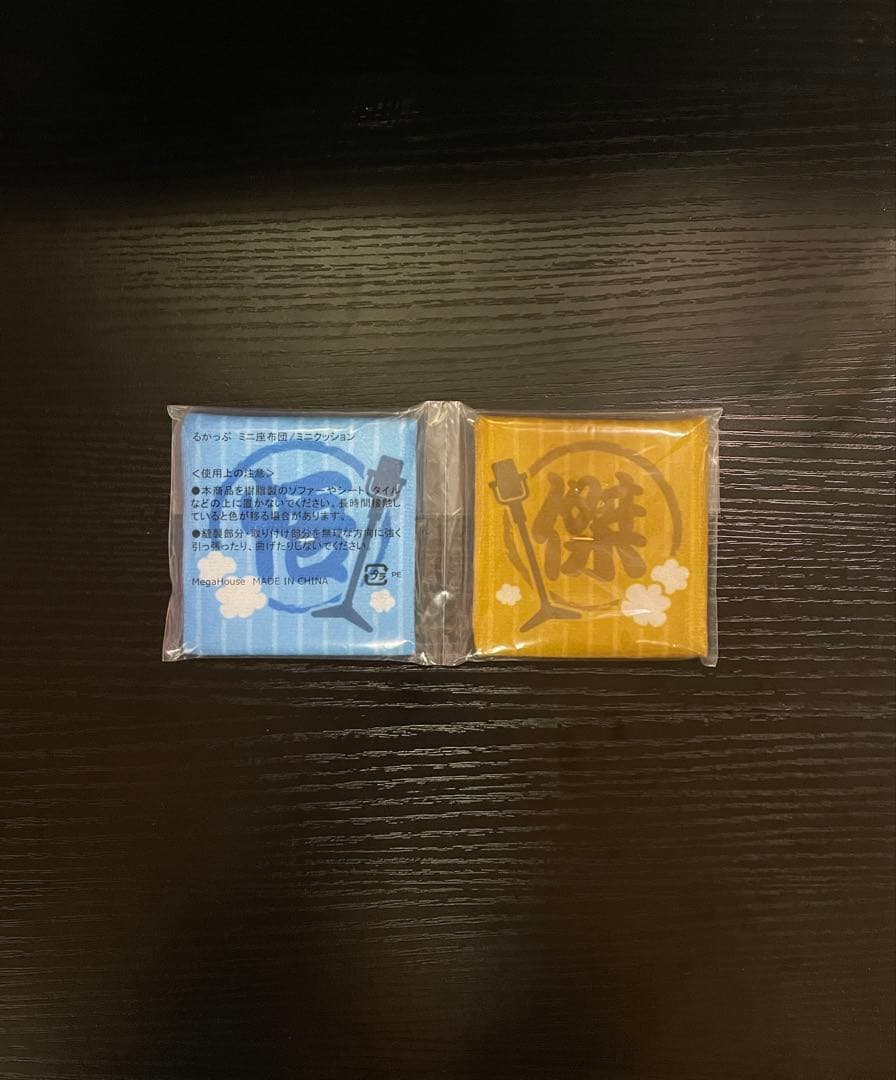 るかっぷ ミニ座布団/ミニクッション
＜使用上の注意＞
●本商品を樹脂製のソファーやシート、タイル
などの上に置かないでください。長時間接触し
ていると色が移る場合があります。
●縫製部分・取り付け部分を無理な方向に強く
引っ張ったり、曲げたりしないでください。
MegaHouse MADE IN CHINA
プラ PE
傑